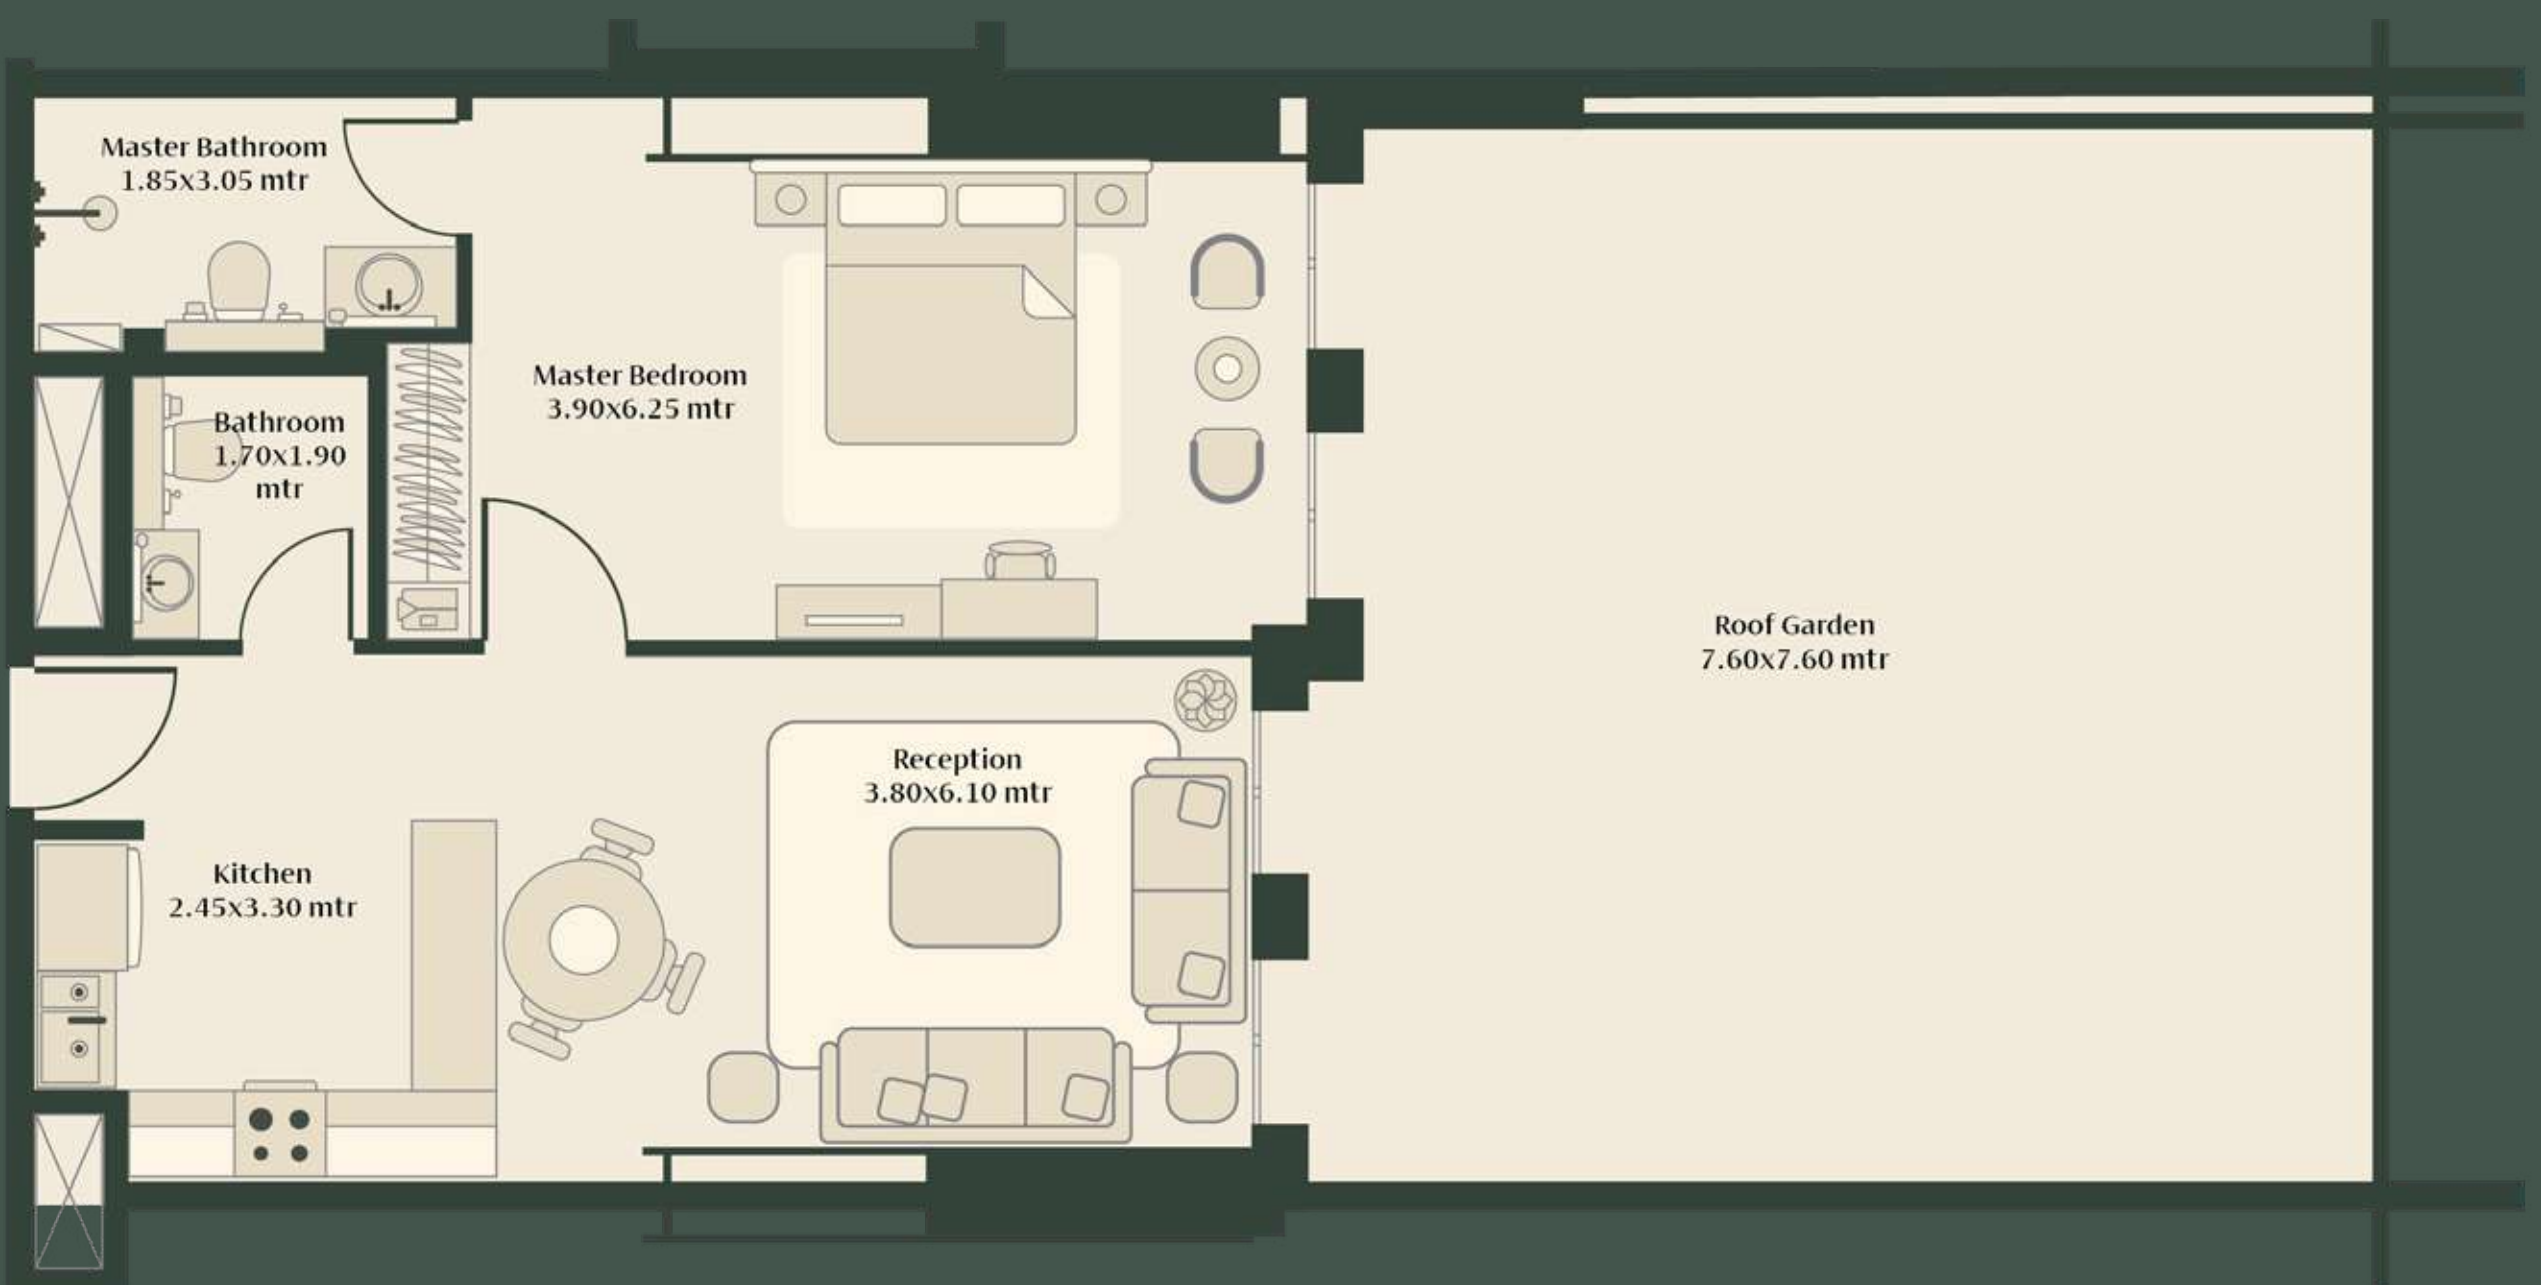 Master Bathroom
1.85x3.05 mtr
Master Bedroom
3.90x6.25 mtr
Bathroom
1.70x1.90
mtr
Roof Garden
7.60x7.60 mtr
Reception
3.80x6.10 mtr
Kitchen
2.45x3.30 mtr